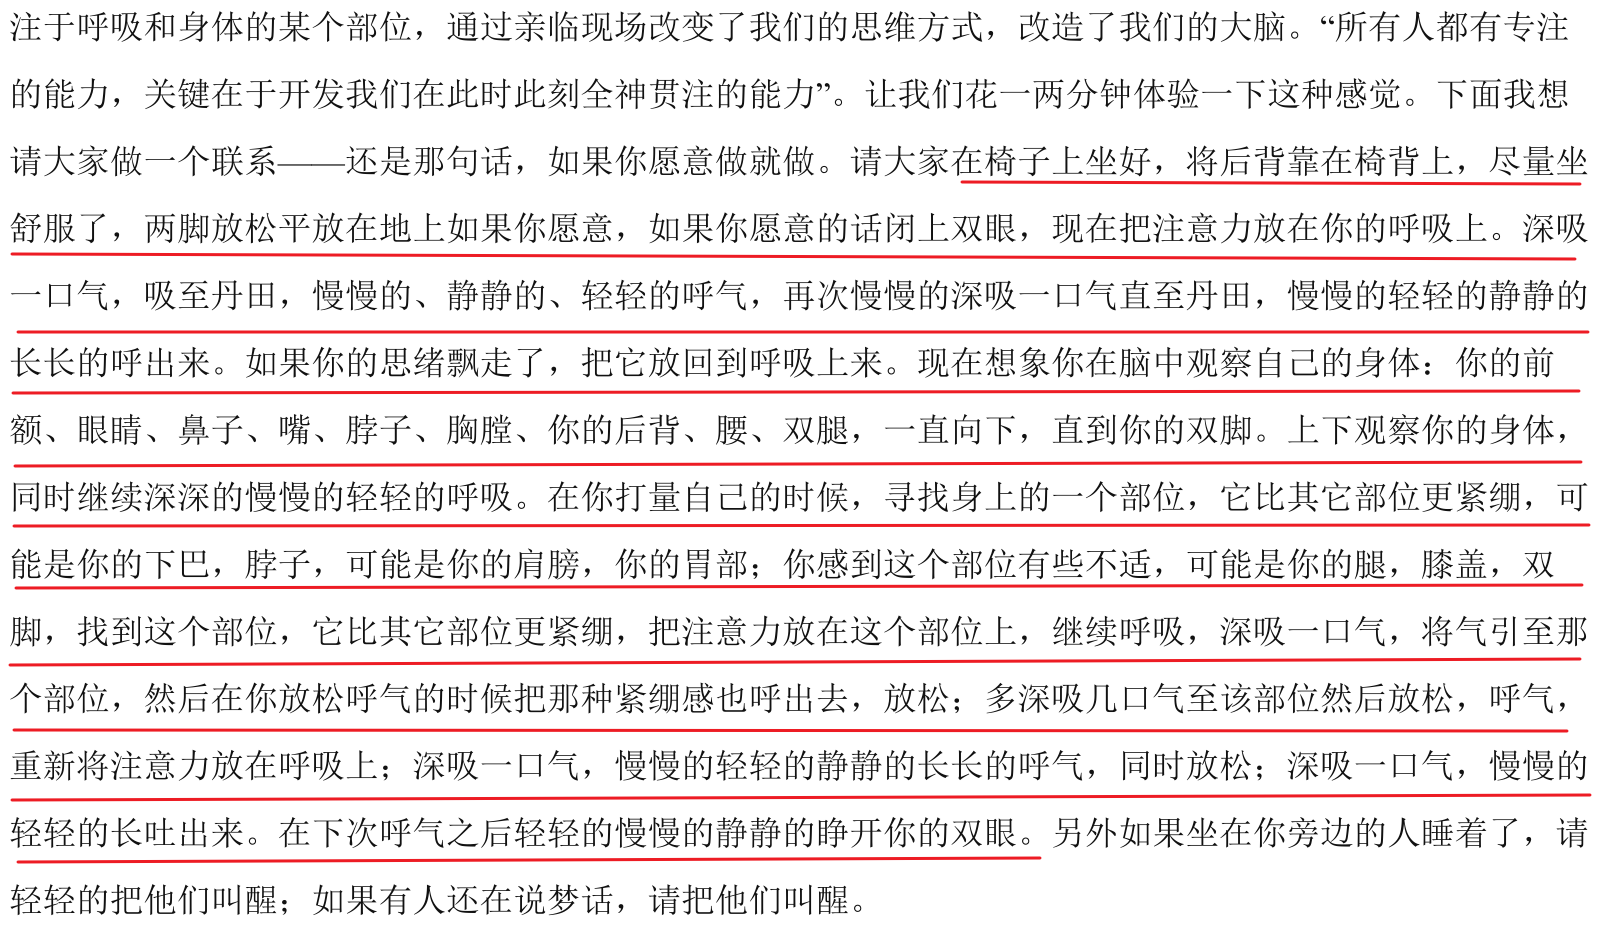 注于呼吸和身体的某个部位，通过亲临现场改变了我们的思维方式，改造了我们的大脑。“所有人都有专注
的能力，关键在于开发我们在此时此刻全神贯注的能力”。让我们花一两分钟体验一下这种感觉。下面我想
请大家做一个联系——还是那句话，如果你愿意做就做。请大家在椅子上坐好，将后背靠在椅背上，尽量坐
舒服了，两脚放松平放在地上如果你愿意，如果你愿意的话闭上双眼，现在把注意力放在你的呼吸上。深吸
一口气，吸至丹田，慢慢的、静静的、轻轻的呼气，再次慢慢的深吸一口气直至丹田，慢慢的轻轻的静静的
长长的呼出来。如果你的思绪飘走了，把它放回到呼吸上来。现在想象你在脑中观察自己的身体：你的前
额、眼睛、鼻子、嘴、脖子、胸膛、你的后背、腰、双腿，一直向下，直到你的双脚。上下观察你的身体，
同时继续深深的慢慢的轻轻的呼吸。在你打量自己的时候，寻找身上的一个部位，它比其它部位更紧绷，可
能是你的下巴，脖子，可能是你的肩膀，你的胃部；你感到这个部位有些不适，可能是你的腿，膝盖，双
脚，找到这个部位，它比其它部位更紧绷，把注意力放在这个部位上，继续呼吸，深吸一口气，将气引至那
个部位，然后在你放松呼气的时候把那种紧绷感也呼出去，放松；多深吸几口气至该部位然后放松，呼气，
重新将注意力放在呼吸上；深吸一口气，慢慢的轻轻的静静的长长的呼气，同时放松；深吸一口气，慢慢的
轻轻的长吐出来。在下次呼气之后轻轻的慢慢的静静的睁开你的双眼。另外如果坐在你旁边的人睡着了，请
轻轻的把他们叫醒；如果有人还在说梦话，请把他们叫醒。